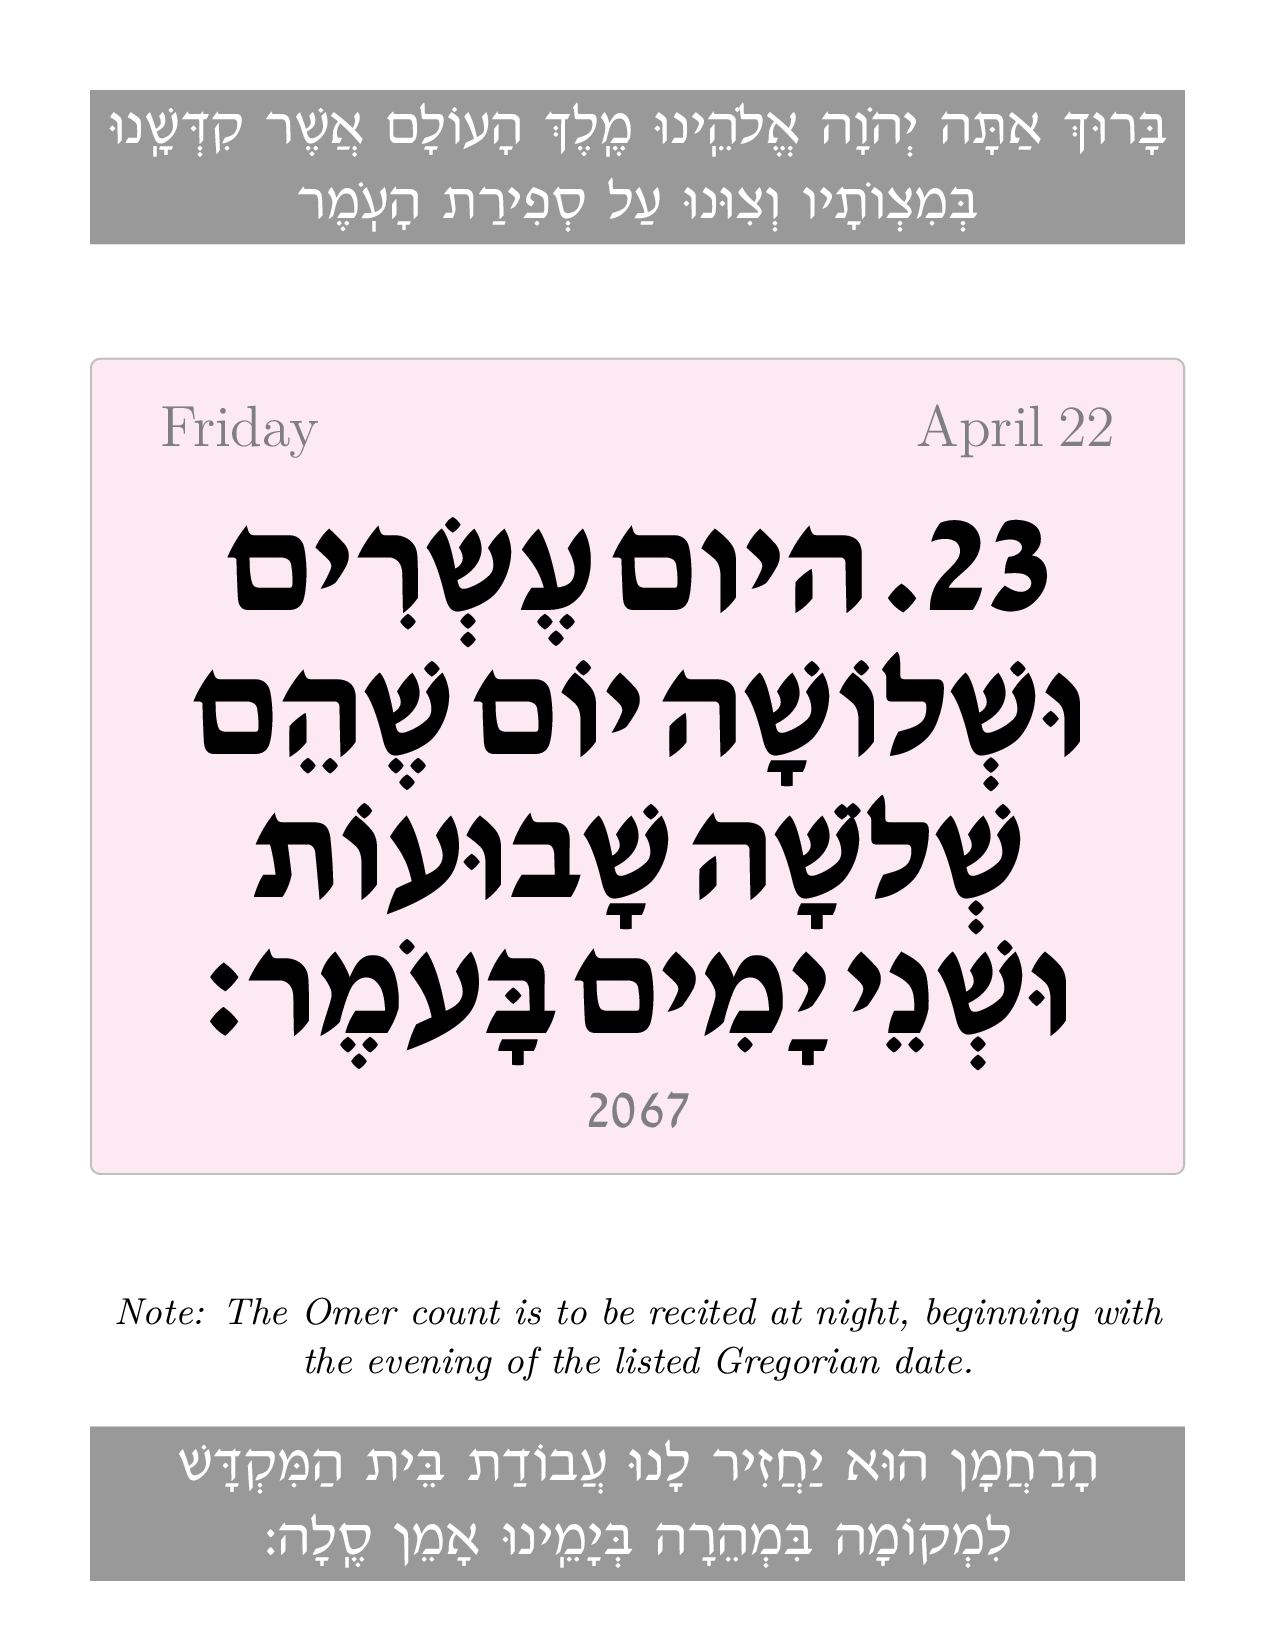 בָּרוּךְ אַתָּה יְהֹוָה אֱלֹהֵֽינוּ מֶֽלֶךְ הָעוֹלָם אֲשֶׁר קִדְּשָֽׁנוּ
בְּמִצְוֹתָיו וְצִוּנוּ עַל סְפִירַת הָעֹֽמֶר
Friday April 22
23. היום עֶשְׂרִים
וּשְׁלוֹשָׁה יוֹם שֶׁהֵם
שְׁלֹשָׁה שָׁבוּעוֹת
וּשְׁנֵי יָמִים בָּעֹמֶר:
2067
Note: The Omer count is to be recited at night, beginning with
the evening of the listed Gregorian date.
הָרַחֲמָן הוּא יַחֲזִיר לָנוּ עֲבוֹדַת בֵּית הַמִּקְדָּשׁ
לִמְקוֹמָה בִּמְהֵרָה בְּיָמֵֽינוּ אָמֵן סֶֽלָה: